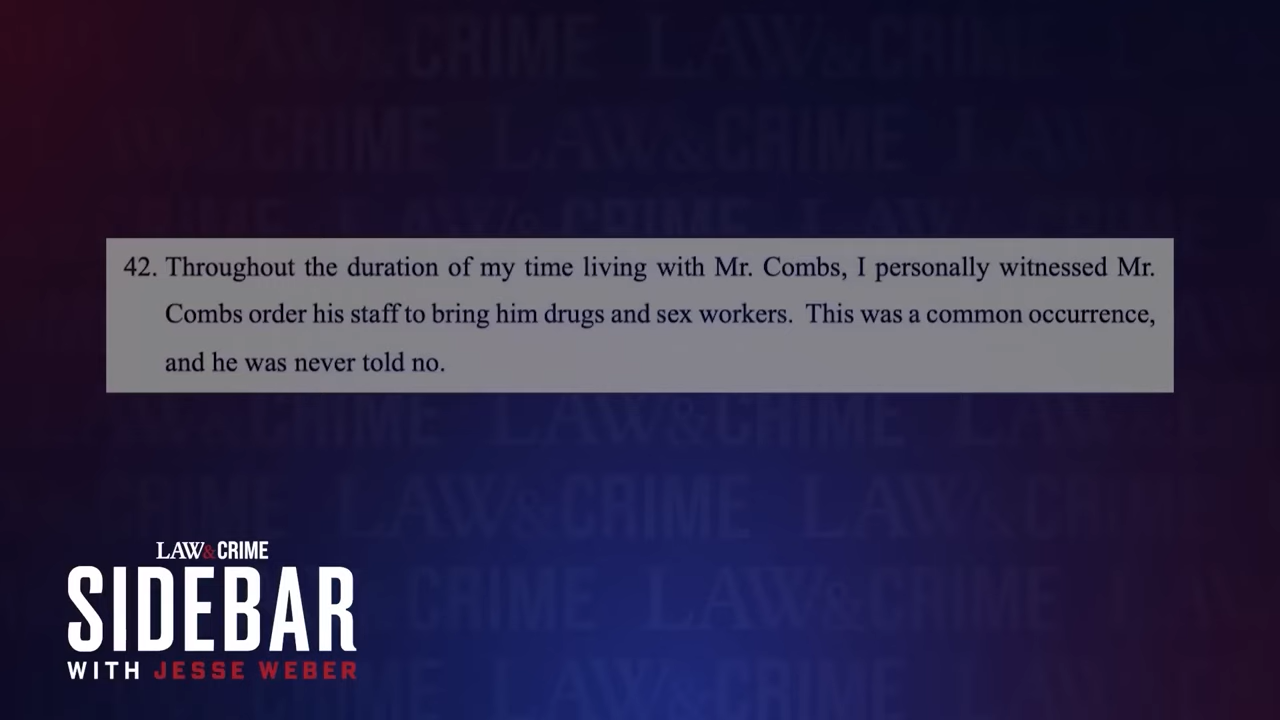 42. Throughout the duration of my time living with Mr. Combs, I personally witnessed Mr.
Combs order his staff to bring him drugs and sex workers. This was a common occurrence,
and he was never told no.
LAW&CRIME
SIDEBAR
WITH JESSE WEBER